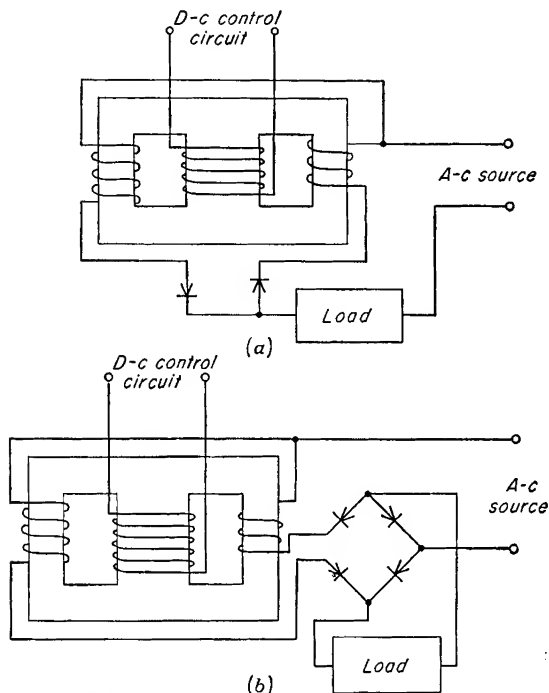 D-c control
circuit
A-c source
Load
(a)
D-c control
circuit
A-c
source
Load
(b)